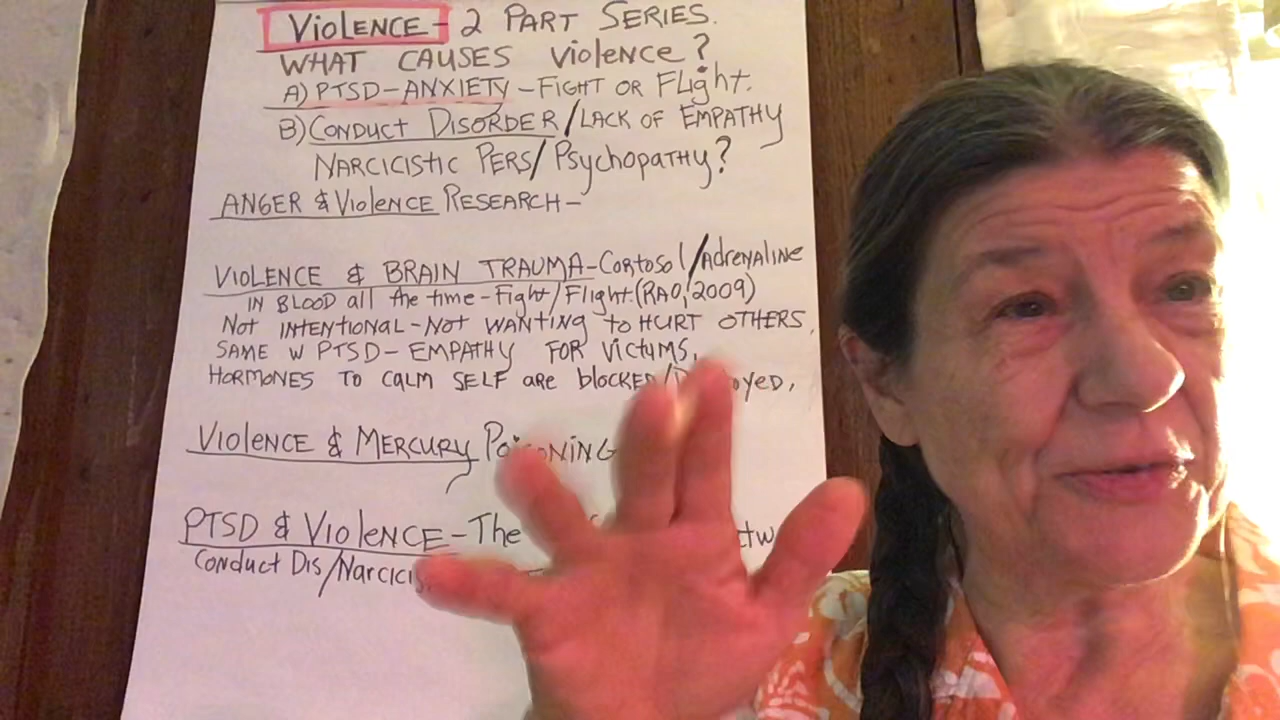 VIOLENCE - 2 PART SERIES.
WHAT CAUSES Violence?
A) PTSD-ANXIETY - FIGHT OR FLight.
B) CONDUCT DISORDER/LACK OF EMPATHY
NARCICISTIC PERS/PsychopATHY?
ANGER & Violence RESEARCH-
VIOLENCE & BRAIN TRAUMA-Cortosol/Adrenaline
IN BLOOD all the time - Fight/Flight.(RAO, 2009)
NOT INTENTIONAL-NOT WANTING to HURT OTHERS,
SAME W PTSD- EMPATHY FOR VICTIMS.
HORMONES TO CALM SELF ARE blocked/
Violence & MERCURY POISONING
PTSD & VIOLENCE-The
Conduct Dis/